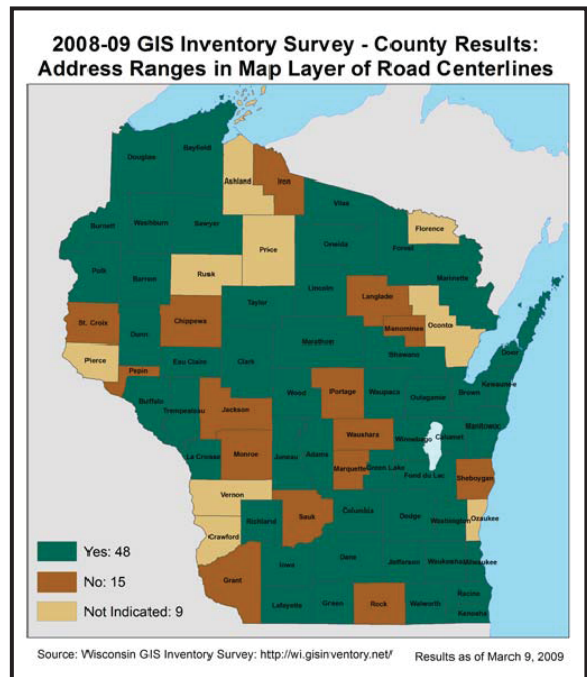 2008-09 GIS Inventory Survey - County Results:
Address Ranges in Map Layer of Road Centerlines
Douglas
Bayfield
Ashland
Iron
Vilas
Florence
Burnett
Washburn
Sawyer
Price
Oneida
Forest
Marinette
Polk
Barron
Rusk
Taylor
Lincoln
Langlade
Menominee
Oconto
St. Croix
Chippewa
Dunn
Marathon
Shawano
Door
Pierce
Pepin
Eau Claire
Clark
Kewaunee
Buffalo
Trempealeau
Jackson
Wood
Portage
Waupaca
Outagamie
Brown
Manitowoc
La Crosse
Monroe
Juneau
Adams
Waushara
Winnebago
Calumet
Marquette
Green Lake
Fond du Lac
Sheboygan
Vernon
Crawford
Richland
Sauk
Columbia
Dodge
Washington
Ozaukee
Grant
Iowa
Dane
Jefferson
Waukesha
Milwaukee
Lafayette
Green
Rock
Walworth
Racine
Kenosha
Yes: 48
No: 15
Not Indicated: 9
Source: Wisconsin GIS Inventory Survey: http://wi.gisinventory.net/
Results as of March 9, 2009